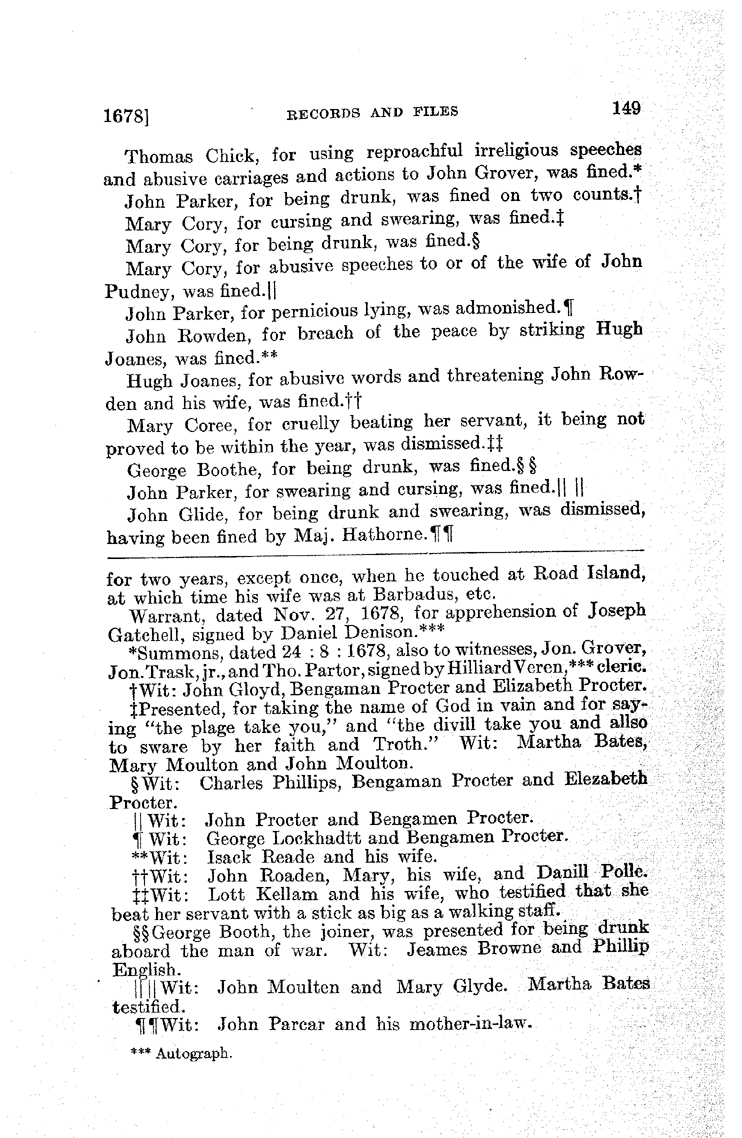 1678]
RECORDS AND FILES
149
Thomas Chick, for using reproachful irreligious speeches
and abusive carriages and actions to John Grover, was fined.*
John Parker, for being drunk, was fined on two counts.†
Mary Cory, for cursing and swearing, was fined.‡
Mary Cory, for being drunk, was fined.§
Mary Cory, for abusive speeches to or of the wife of John
Pudney, was fined.||
John Parker, for pernicious lying, was admonished.¶
John Rowden, for breach of the peace by striking Hugh
Joanes, was fined.**
Hugh Joanes, for abusive words and threatening John Row-
den and his wife, was fined.††
Mary Coree, for cruelly beating her servant, it being not
proved to be within the year, was dismissed.‡‡
George Boothe, for being drunk, was fined.§ §
John Parker, for swearing and cursing, was fined.|| ||
John Glide, for being drunk and swearing, was dismissed,
having been fined by Maj. Hathorne.¶¶
for two years, except once, when he touched at Road Island,
at which time his wife was at Barbadus, etc.
Warrant, dated Nov. 27, 1678, for apprehension of Joseph
Gatchell, signed by Daniel Denison.***
*Summons, dated 24 : 8 : 1678, also to witnesses, Jon. Grover,
Jon. Trask, jr., and Tho. Partor, signed by Hilliard Veren,*** cleric.
†Wit: John Gloyd, Bengaman Procter and Elizabeth Procter.
‡Presented, for taking the name of God in vain and for say-
ing "the plage take you," and "the divill take you and allso
to sware by her faith and Troth." Wit: Martha Bates,
Mary Moulton and John Moulton.
§Wit: Charles Phillips, Bengaman Procter and Elezabeth
Procter.
||Wit: John Procter and Bengamen Procter.
¶ Wit: George Lockhadtt and Bengamen Procter.
**Wit: Isack Reade and his wife.
††Wit: John Roaden, Mary, his wife, and Danill Polle.
‡‡Wit: Lott Kellam and his wife, who testified that she
beat her servant with a stick as big as a walking staff.
§§George Booth, the joiner, was presented for being drunk
aboard the man of war. Wit: Jeames Browne and Phillip
English.
||||Wit: John Moulten and Mary Glyde. Martha Bates
testified.
¶¶Wit: John Parcar and his mother-in-law.
*** Autograph.